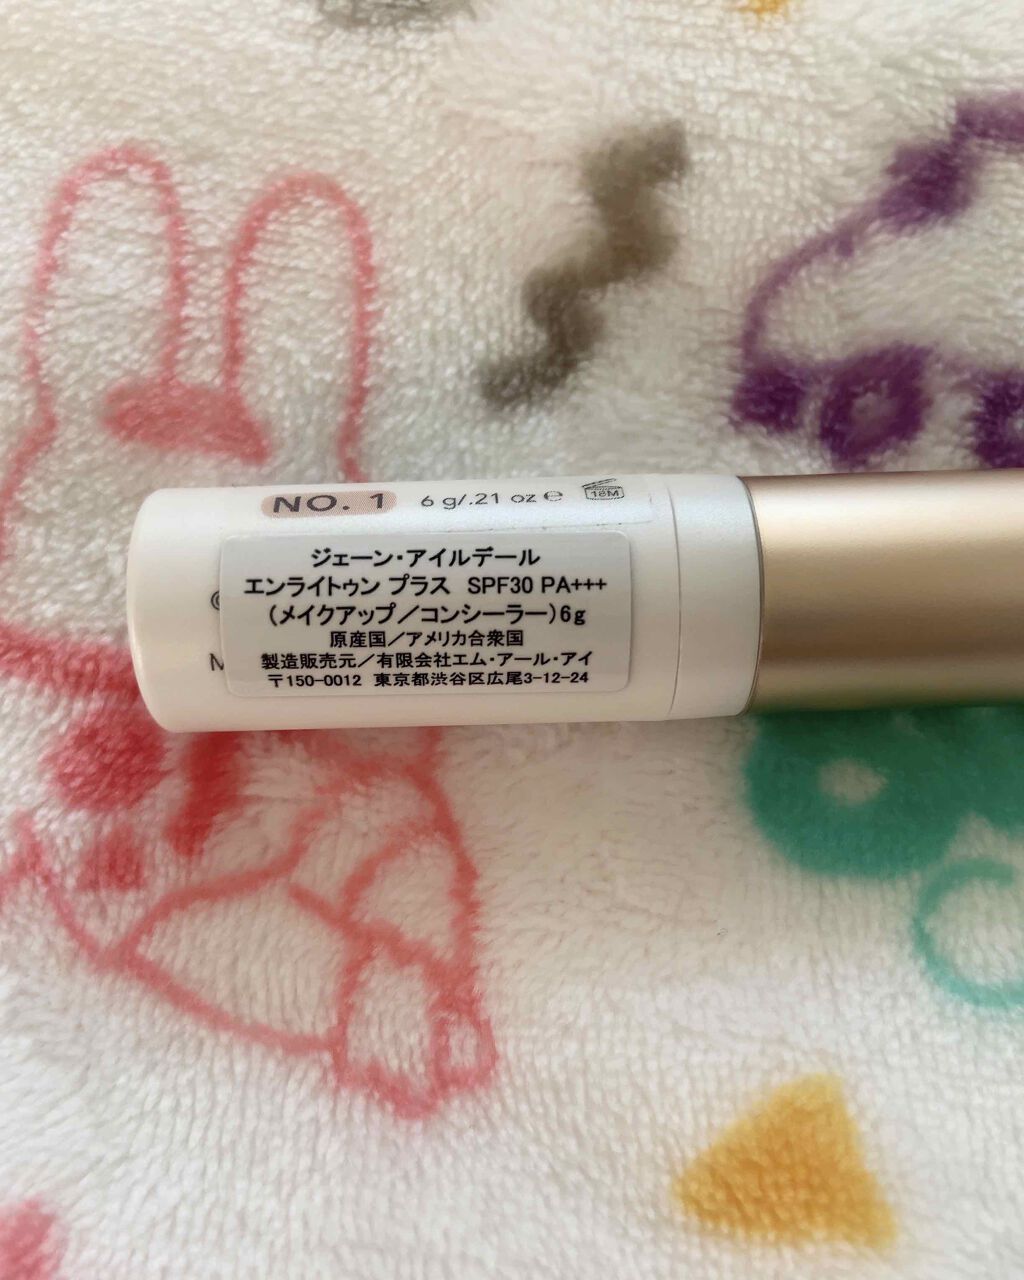 NO. 1 6 g/.21 oz ℮ 18M
ジェーン・アイルデール
エンライトゥン プラス SPF30 PA+++
(メイクアップ／コンシーラー)6g
原産国／アメリカ合衆国
製造販売元／有限会社エム・アール・アイ
〒150-0012 東京都渋谷区広尾3-12-24